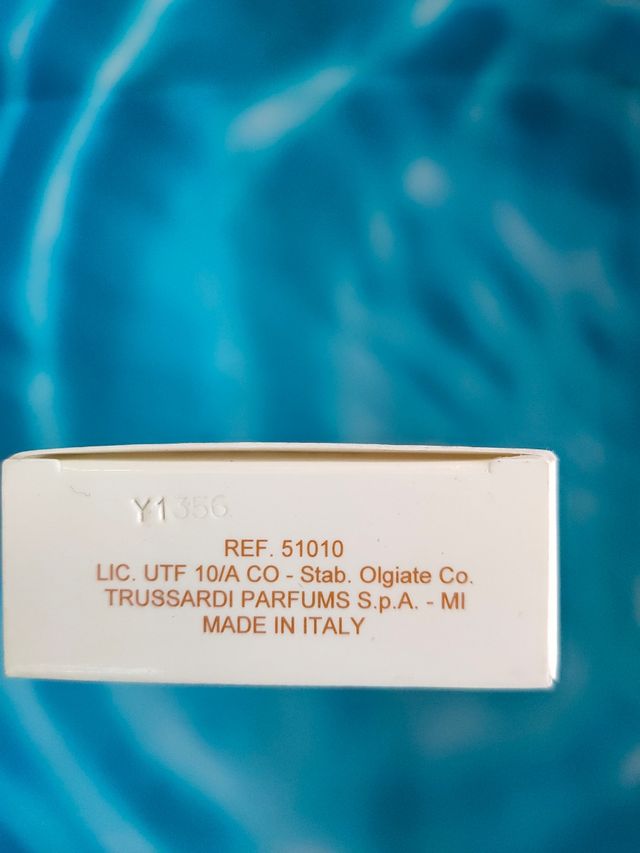 Y1356
REF. 51010
LIC. UTF 10/A CO - Stab. Olgiate Co.
TRUSSARDI PARFUMS S.p.A. - MI
MADE IN ITALY